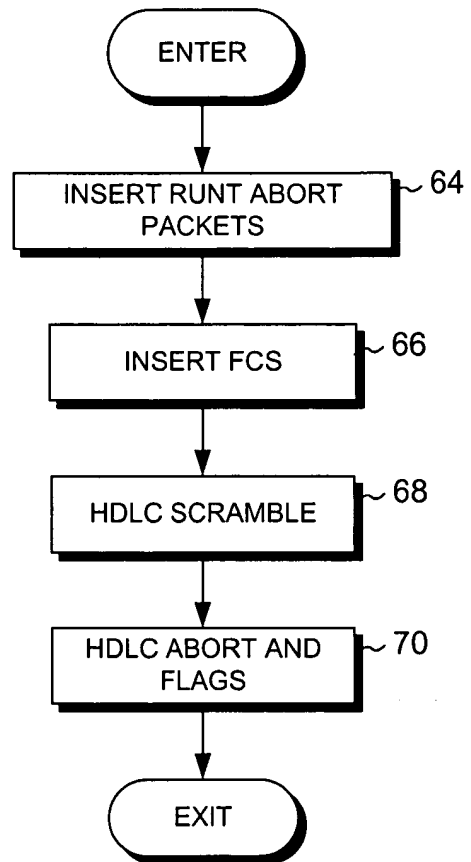 ENTER
INSERT RUNT ABORT
PACKETS
64
INSERT FCS
66
HDLC SCRAMBLE
68
HDLC ABORT AND
FLAGS
70
EXIT